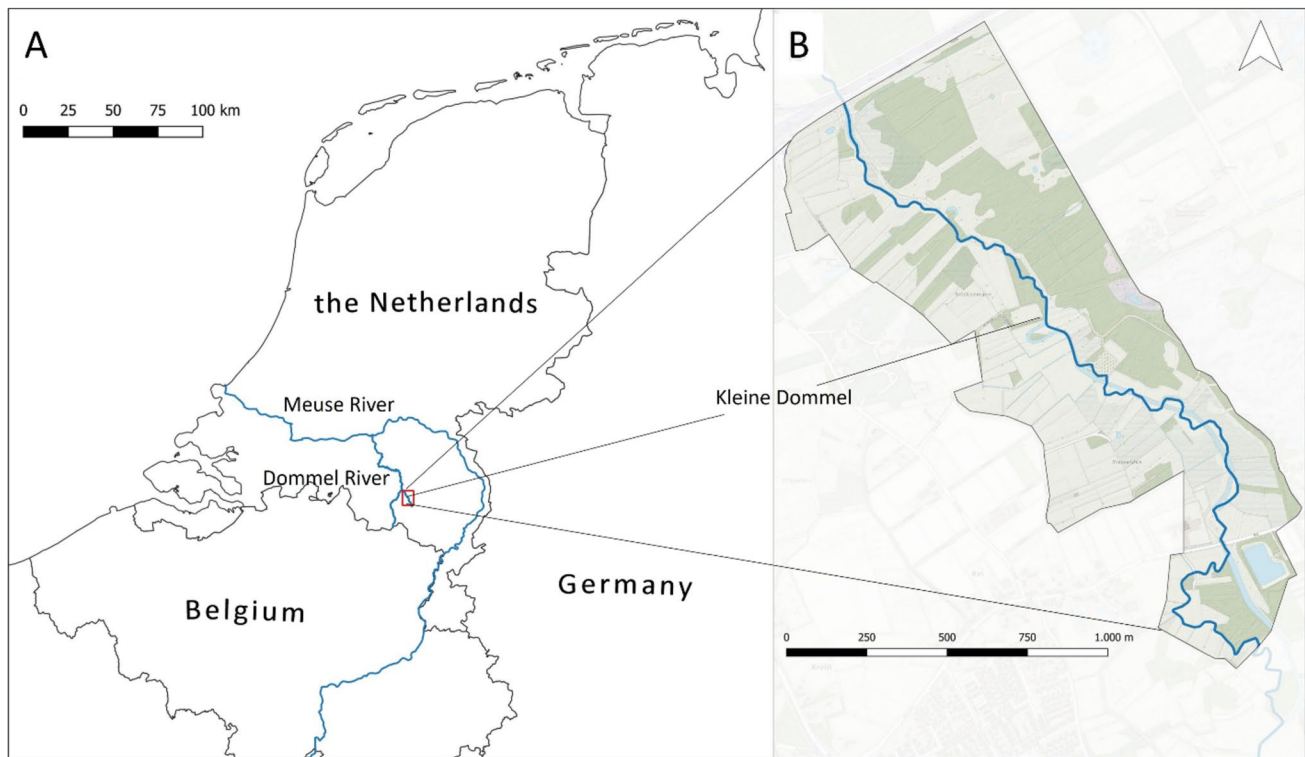 A
0 25 50 75 100 km
the Netherlands
Meuse River
Dommel River
Belgium
Germany
B
Kleine Dommel
0 250 500 750 1.000 m